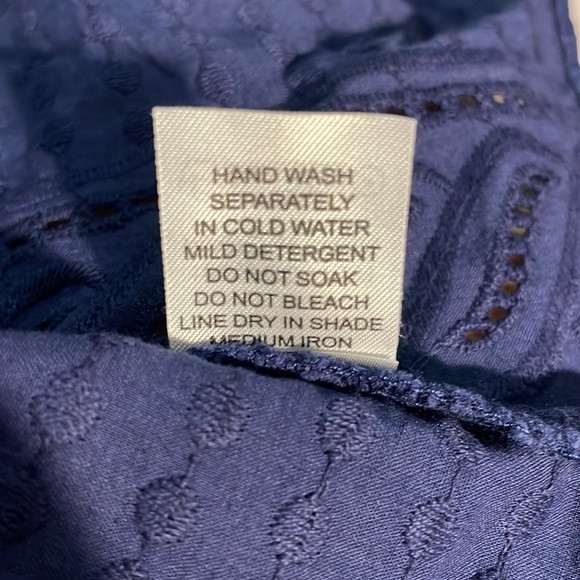 HAND WASH
SEPARATELY
IN COLD WATER
MILD DETERGENT
DO NOT SOAK
DO NOT BLEACH
LINE DRY IN SHADE
MEDIUM IRON